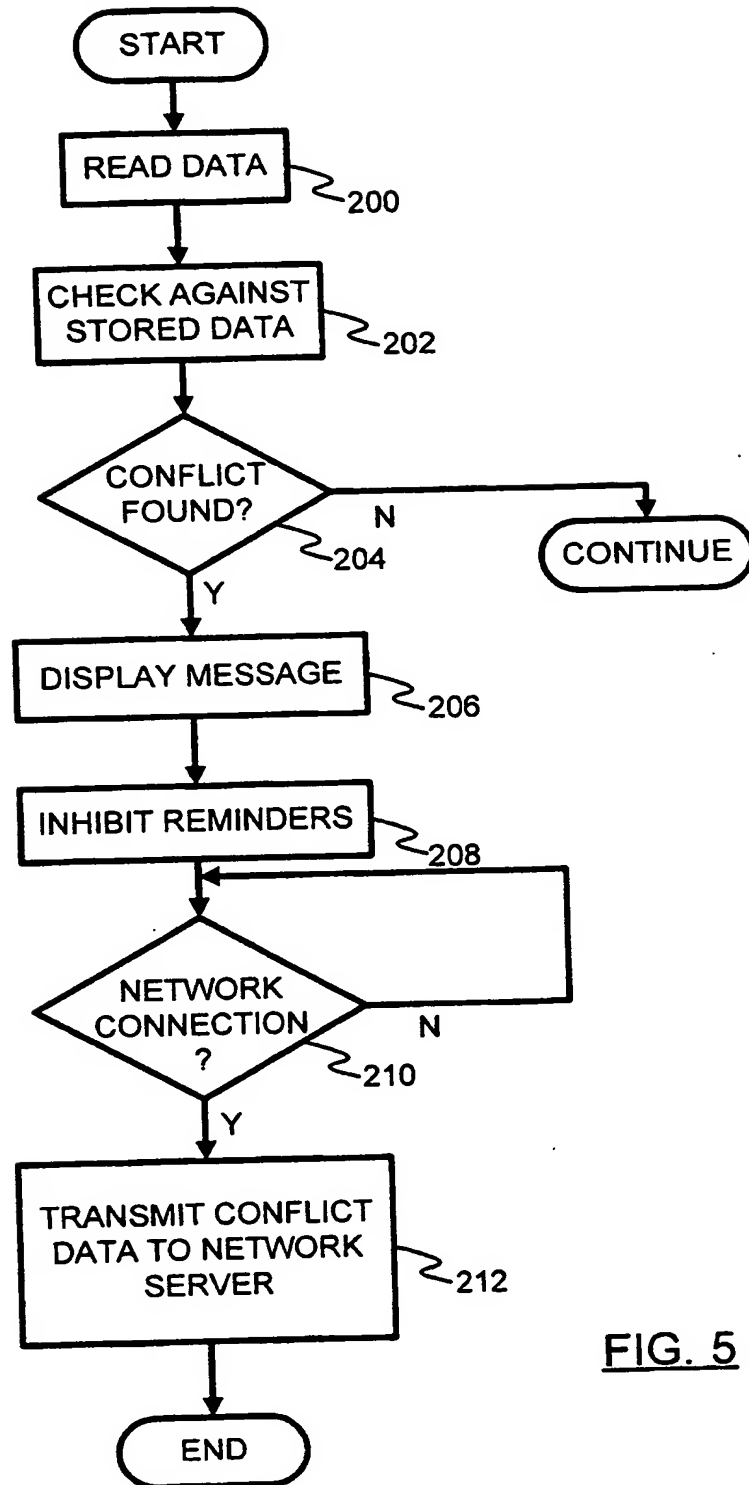 START
READ DATA
200
CHECK AGAINST
STORED DATA
202
CONFLICT
FOUND?
204
N
CONTINUE
Y
DISPLAY MESSAGE
206
INHIBIT REMINDERS
208
NETWORK
CONNECTION
?
N
210
Y
TRANSMIT CONFLICT
DATA TO NETWORK
SERVER
212
FIG. 5
END